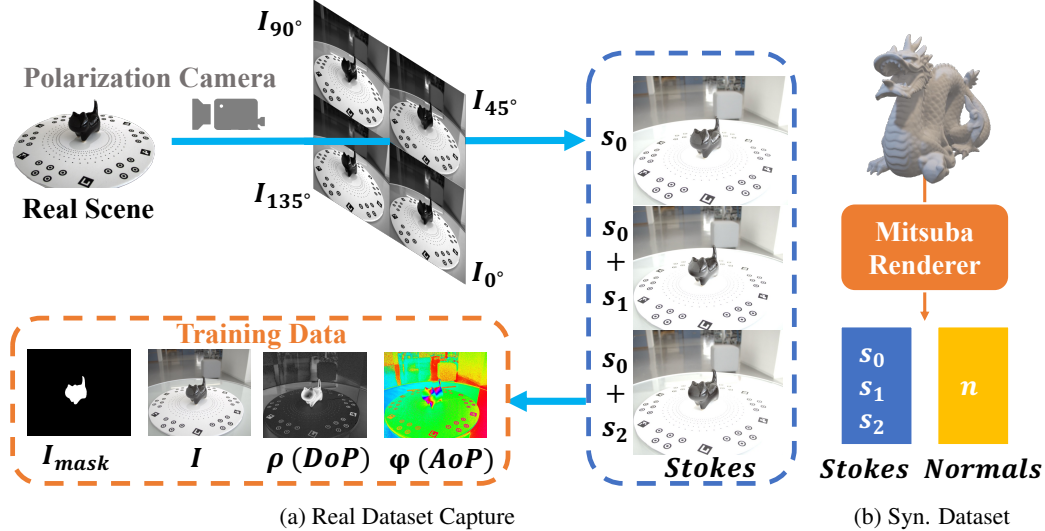 Polarization Camera
Real Scene
I90°
I45°
I135°
I0°
s0
s0
+
s1
s0
+
s2
Stokes
Training Data
Imask
I
ρ (DoP)
φ (AoP)
(a) Real Dataset Capture
Mitsuba
Renderer
s0
s1
s2
n
Stokes
Normals
(b) Syn. Dataset